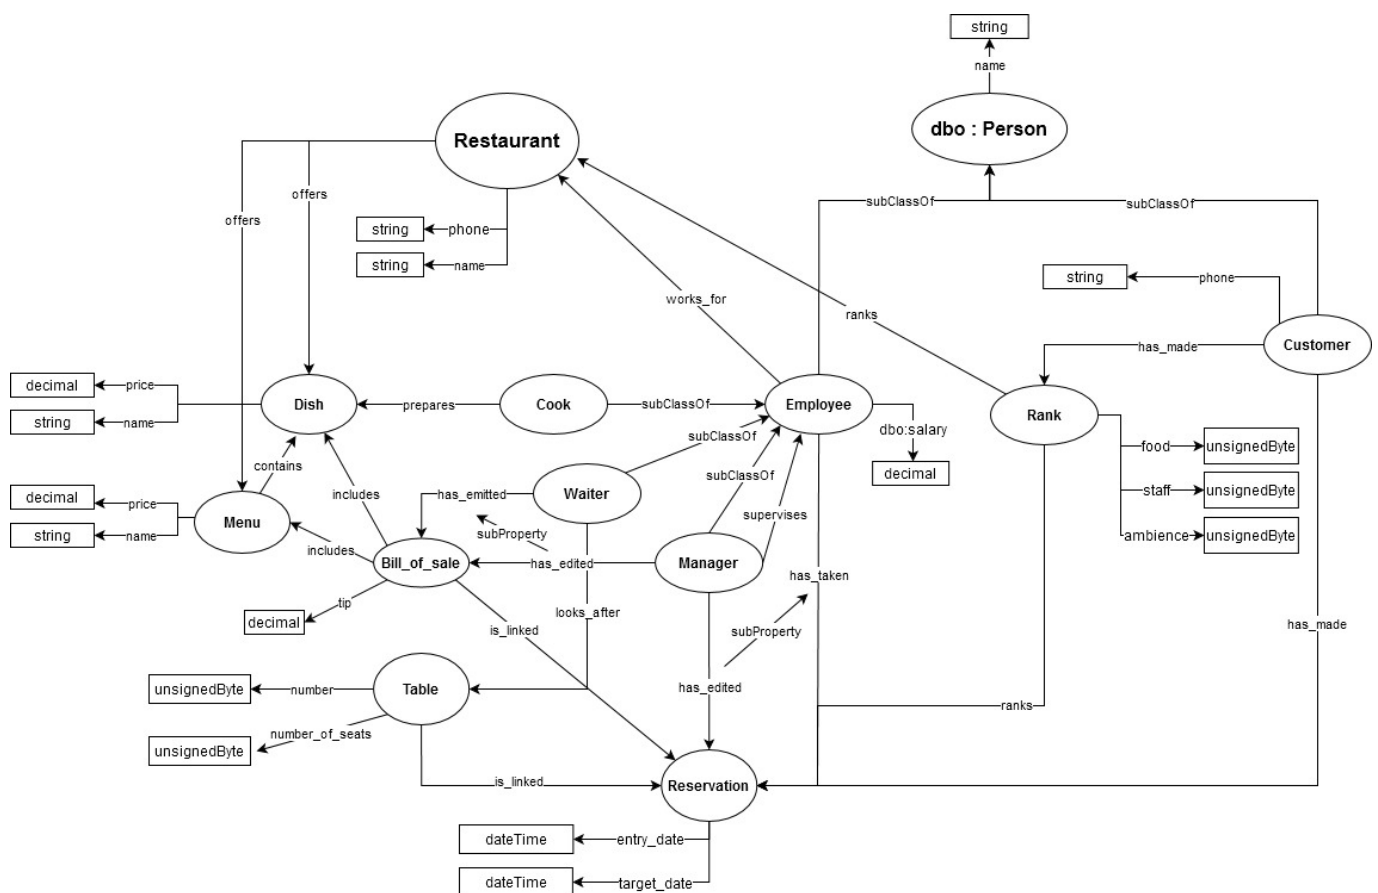 string
name
dbo : Person
Restaurant
offers
offers
subClassOf
subClassOf
string
phone
string
name
string
phone
works_for
ranks
has_made
Customer
decimal
price
Dish
prepares
Cook
subClassOf
Employee
Rank
string
name
dbo:salary
decimal
food
unsignedByte
subClassOf
contains
subClassOf
staff
unsignedByte
decimal
price
has_emitted
Waiter
includes
supervises
string
name
Menu
subProperty
ambience
unsignedByte
includes
Bill_of_sale
has_edited
Manager
has_taken
tip
decimal
looks_after
is_linked
subProperty
has_made
unsignedByte
number
Table
has_edited
number_of_seats
unsignedByte
ranks
is_linked
Reservation
dateTime
entry_date
dateTime
target_date